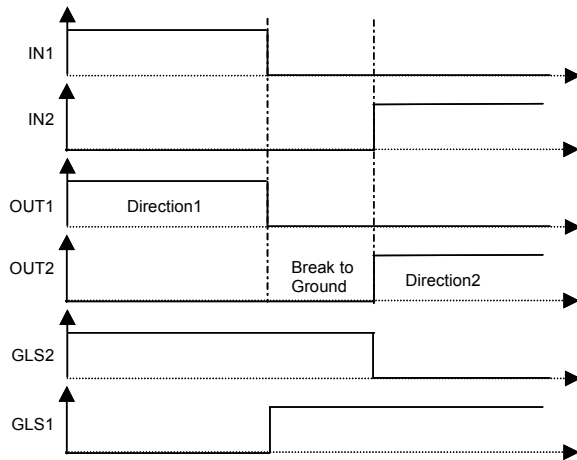 IN1
IN2
OUT1
Direction1
OUT2
Break to
Ground
Direction2
GLS2
GLS1